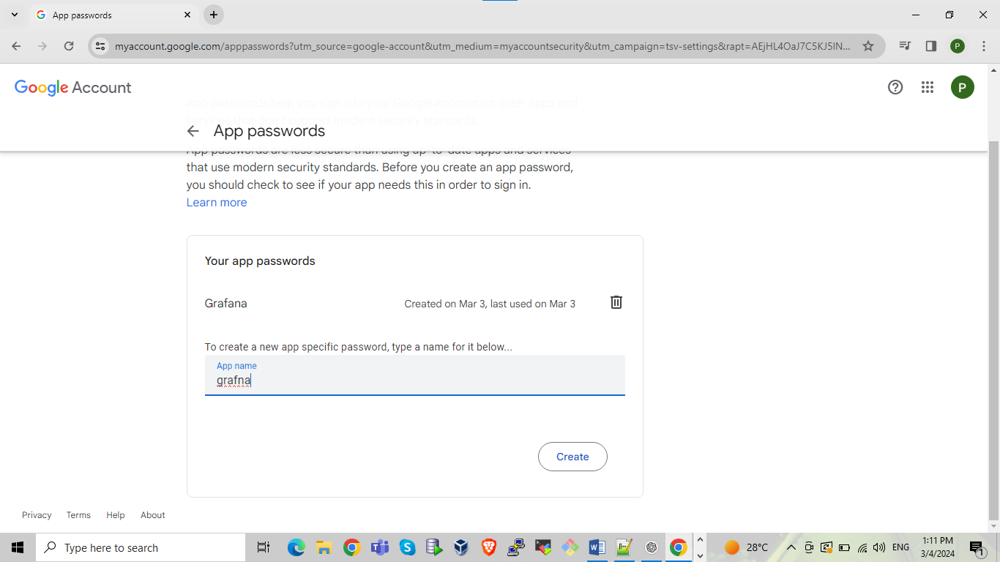 App passwords
myaccount.google.com/apppasswords?utm_source=google-account&utm_medium=myaccountsecurity&utm_campaign=tsv-settings&rapt=AEjHL4OaJ7C5KJ5IN...
P
Google Account
P
App passwords help you sign into your Google Account on older apps and
services that don't support modern security standards.
App passwords
App passwords are less secure than using up-to-date apps and services
that use modern security standards. Before you create an app password,
you should check to see if your app needs this in order to sign in.
Learn more
Your app passwords
Grafana Created on Mar 3, last used on Mar 3
To create a new app specific password, type a name for it below...
App name
grafna
Create
Privacy Terms Help About
Type here to search
28°C
ENG
1:11 PM
3/4/2024
1